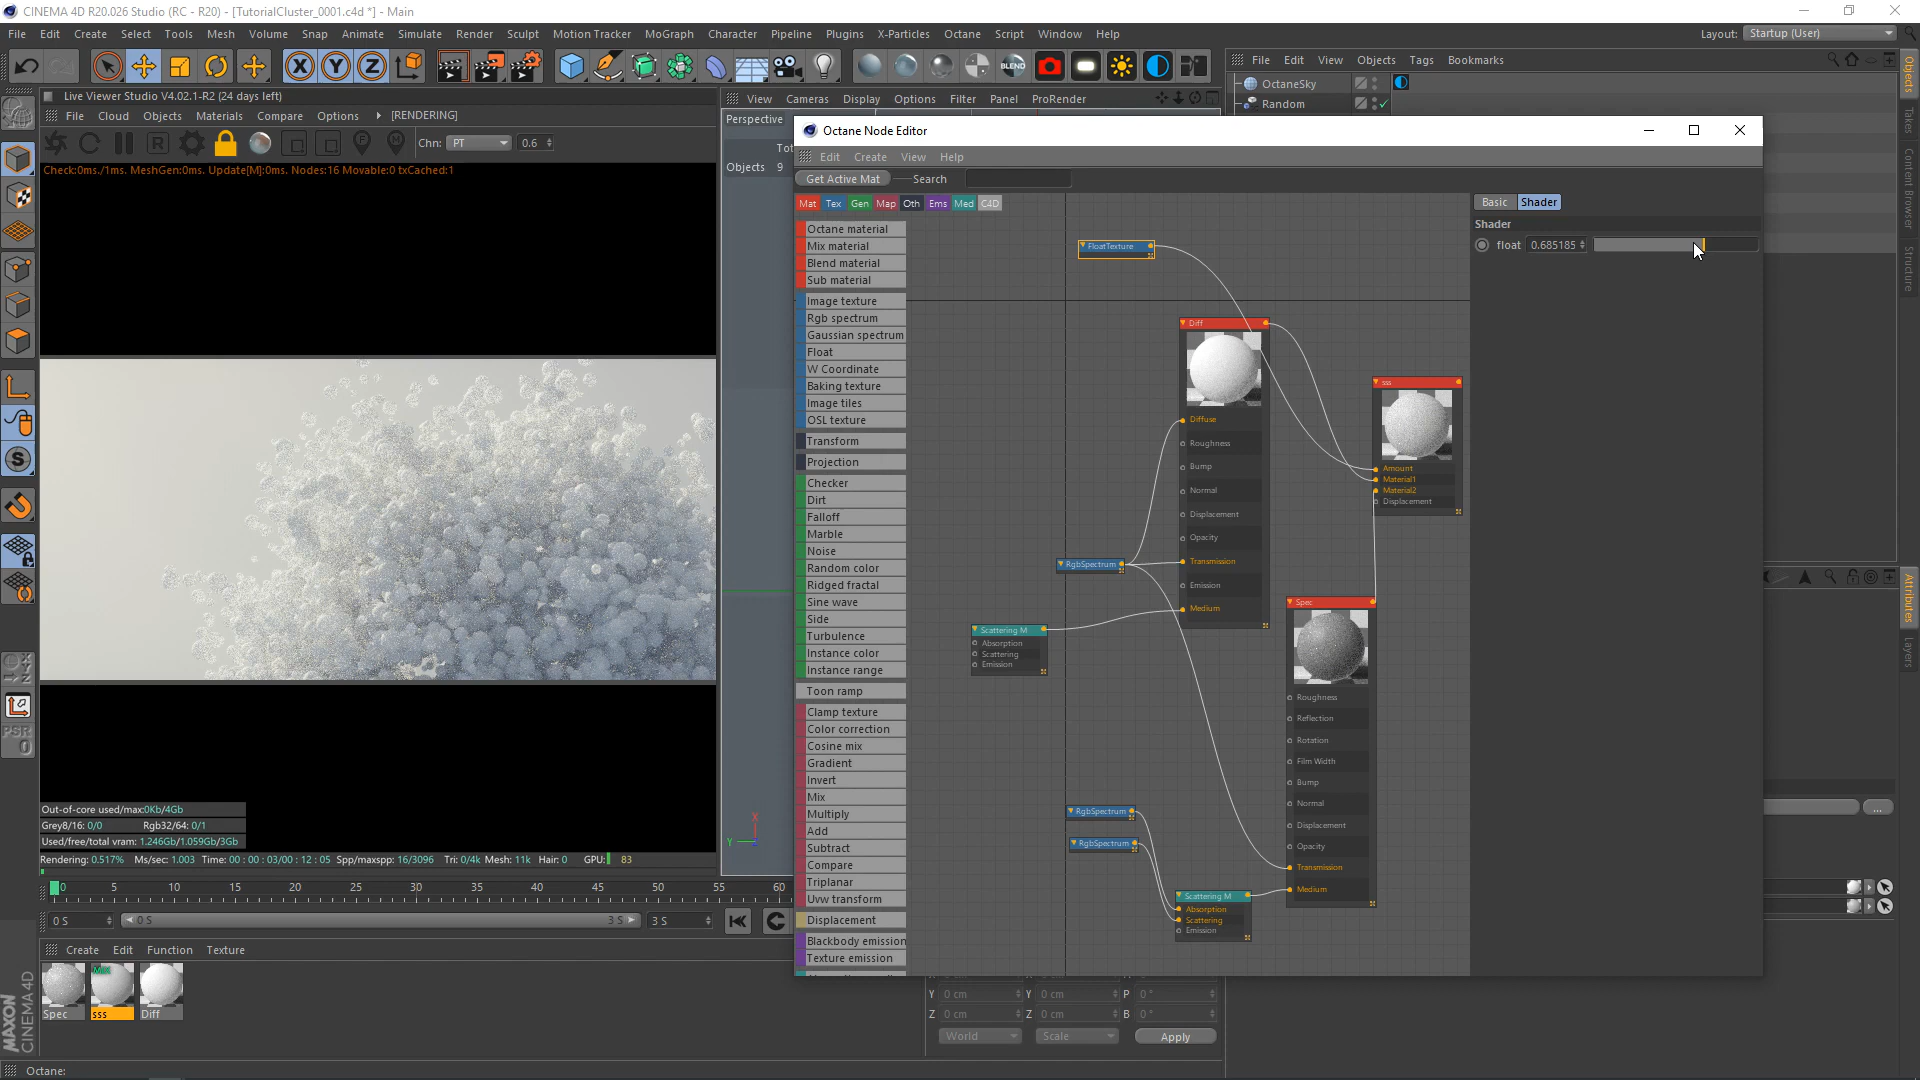 CINEMA 4D R20.026 Studio (RC - R20) - [TutorialCluster_0001.c4d *] - Main
File Edit Create Select Tools Mesh Volume Snap Animate Simulate Render Sculpt Motion Tracker MoGraph Character Pipeline Plugins X-Particles Octane Script Window Help
Layout: Startup (User)
X Y Z
BLEND
File Edit View Objects Tags Bookmarks
OctaneSky
Random
Objects
Takes
Content Browser
Structure
Attributes
Layers
Live Viewer Studio V4.02.1-R2 (24 days left)
File Cloud Objects Materials Compare Options [RENDERING]
R
Chn: PT 0.6
Check:0ms./1ms. MeshGen:0ms. Update[M]:0ms. Nodes:16 Movable:0 txCached:1
View Cameras Display Options Filter Panel ProRender
Perspective
Tot
Objects 9
Octane Node Editor
Edit Create View Help
Get Active Mat Search
Mat Tex Gen Map Oth Ems Med C4D
Octane material
Mix material
Blend material
Sub material
Image texture
Rgb spectrum
Gaussian spectrum
Float
W Coordinate
Baking texture
Image tiles
OSL texture
Transform
Projection
Checker
Dirt
Falloff
Marble
Noise
Random color
Ridged fractal
Sine wave
Side
Turbulence
Instance color
Instance range
Toon ramp
Clamp texture
Color correction
Cosine mix
Gradient
Invert
Mix
Multiply
Add
Subtract
Compare
Triplanar
Uvw transform
Displacement
Blackbody emission
Texture emission
FloatTexture
Diff
Diffuse
Roughness
Bump
Normal
Displacement
Opacity
Transmission
Emission
Medium
sss
Amount
Material1
Material2
Displacement
RgbSpectrum
Scattering M
Absorption
Scattering
Emission
Spec
Roughness
Reflection
Rotation
Film Width
Bump
Normal
Displacement
Opacity
Transmission
Medium
RgbSpectrum
RgbSpectrum
Scattering M
Absorption
Scattering
Emission
Basic Shader
Shader
float 0.685185
...
S
PSR
0
Out-of-core used/max:0Kb/4Gb
Grey8/16: 0/0 Rgb32/64: 0/1
Used/free/total vram: 1.246Gb/1.059Gb/3Gb
Rendering: 0.517% Ms/sec: 1.003 Time: 00 : 00 : 03/00 : 12 : 05 Spp/maxspp: 16/3096 Tri: 0/4k Mesh: 11k Hair: 0 GPU: 83
X
Y
0 5 10 15 20 25 30 35 40 45 50 55 60
0 S 0 S 3 S 3 S
Create Edit Function Texture
Mix
Spec sss Diff
Y 0 cm Y 0 cm P 0 °
Z 0 cm Z 0 cm B 0 °
World Scale Apply
MAXON
CINEMA 4D
Octane: